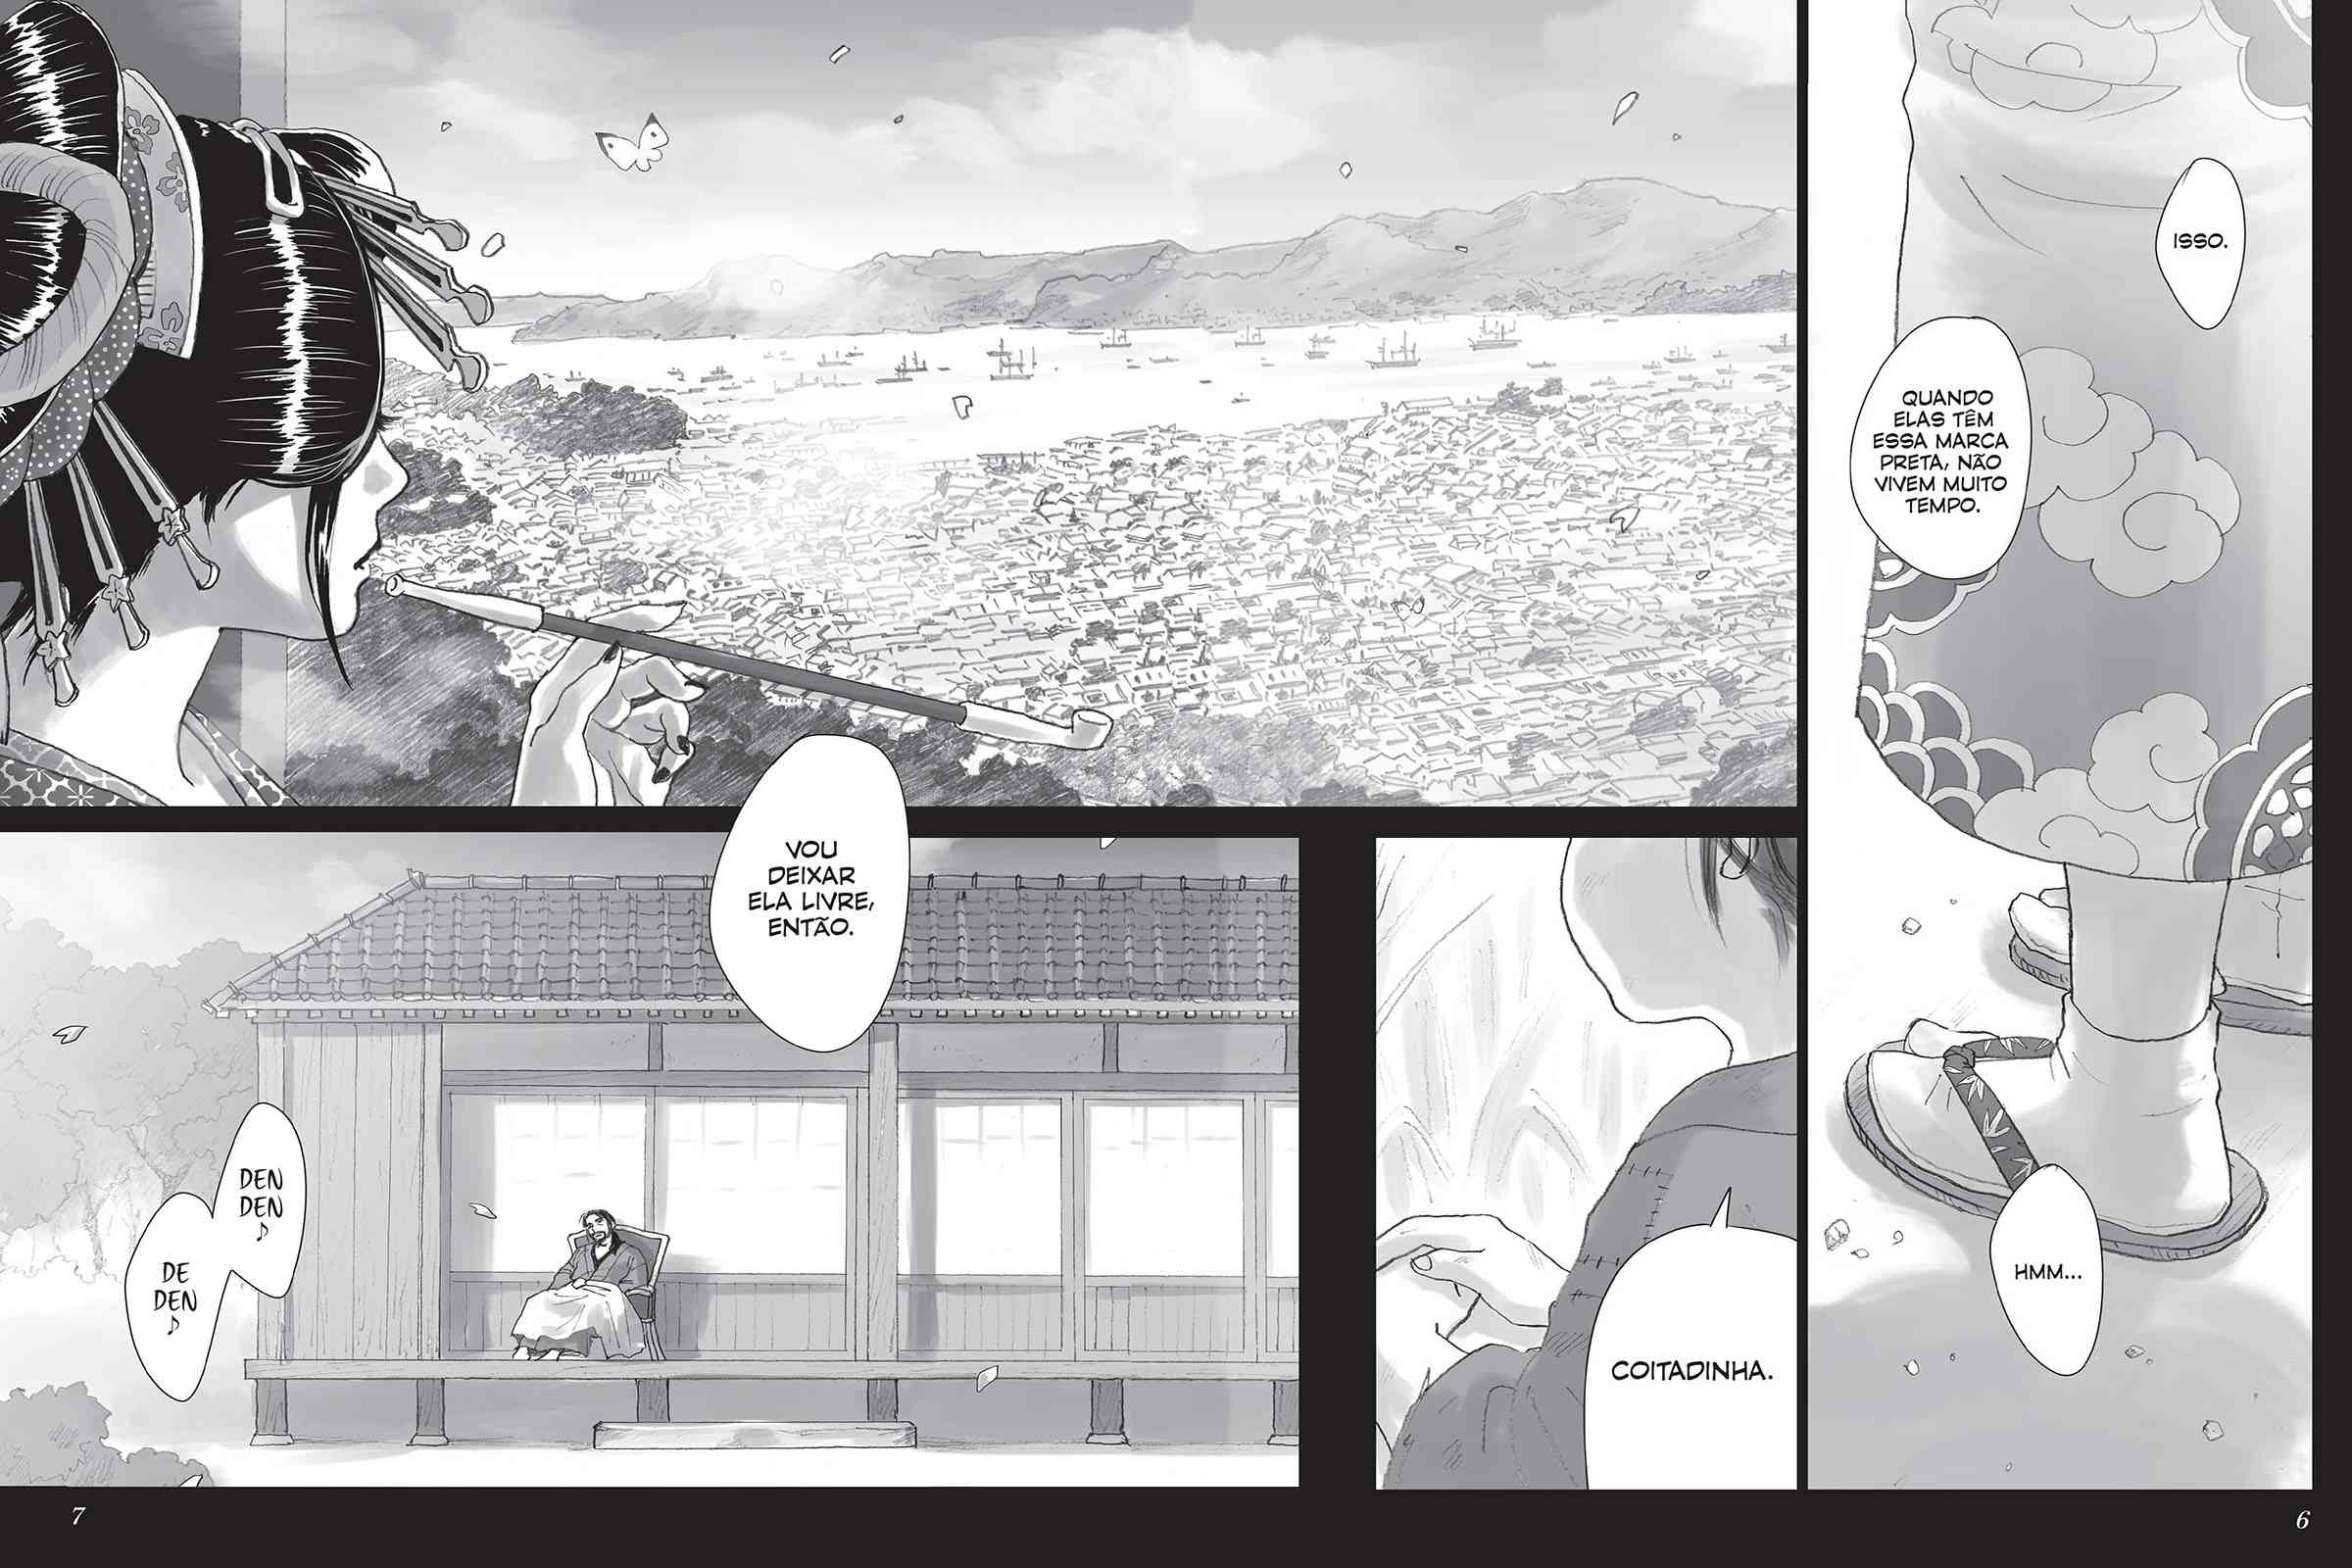 ISSO.
QUANDO
ELAS TÊM
ESSA MARCA
PRETA, NÃO
VIVEM MUITO
TEMPO.
HMM...
COITADINHA.
VOU
DEIXAR
ELA LIVRE,
ENTÃO.
DEN
DEN
♪
DE
DEN
♪
6
7